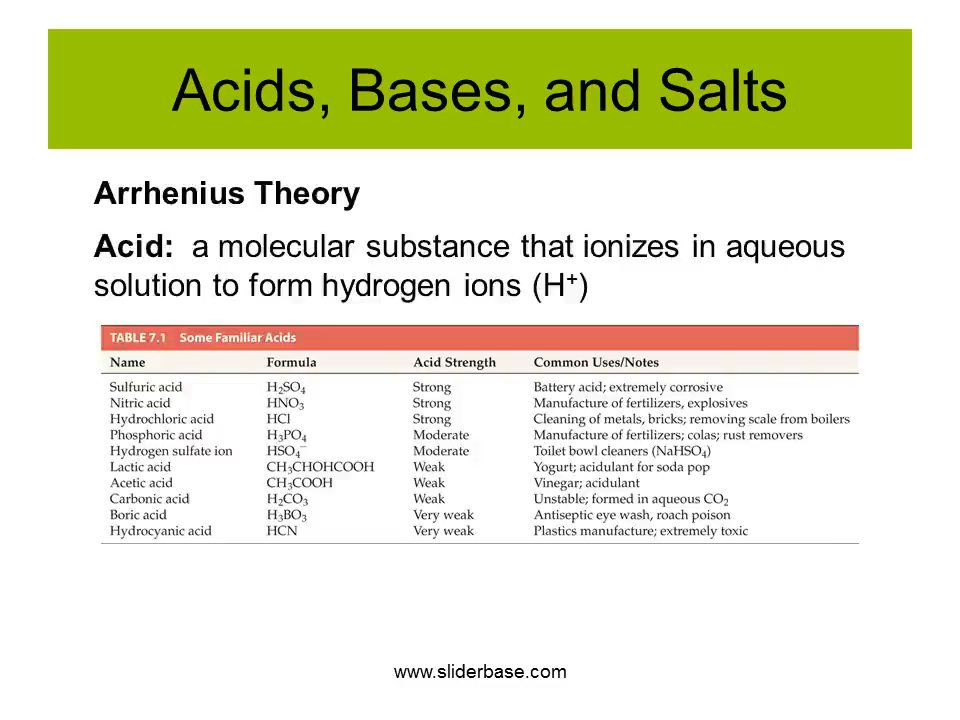 Acids, Bases, and Salts
Arrhenius Theory
Acid: a molecular substance that ionizes in aqueous
solution to form hydrogen ions (H⁺)
TABLE 7.1 Some Familiar Acids
Name Formula Acid Strength Common Uses/Notes
Sulfuric acid H₂SO₄ Strong Battery acid; extremely corrosive
Nitric acid HNO₃ Strong Manufacture of fertilizers, explosives
Hydrochloric acid HCl Strong Cleaning of metals, bricks; removing scale from boilers
Phosphoric acid H₃PO₄ Moderate Manufacture of fertilizers; colas; rust removers
Hydrogen sulfate ion HSO₄⁻ Moderate Toilet bowl cleaners (NaHSO₄)
Lactic acid CH₃CHOHCOOH Weak Yogurt; acidulant for soda pop
Acetic acid CH₃COOH Weak Vinegar; acidulant
Carbonic acid H₂CO₃ Weak Unstable; formed in aqueous CO₂
Boric acid H₃BO₃ Very weak Antiseptic eye wash, roach poison
Hydrocyanic acid HCN Very weak Plastics manufacture; extremely toxic
www.sliderbase.com